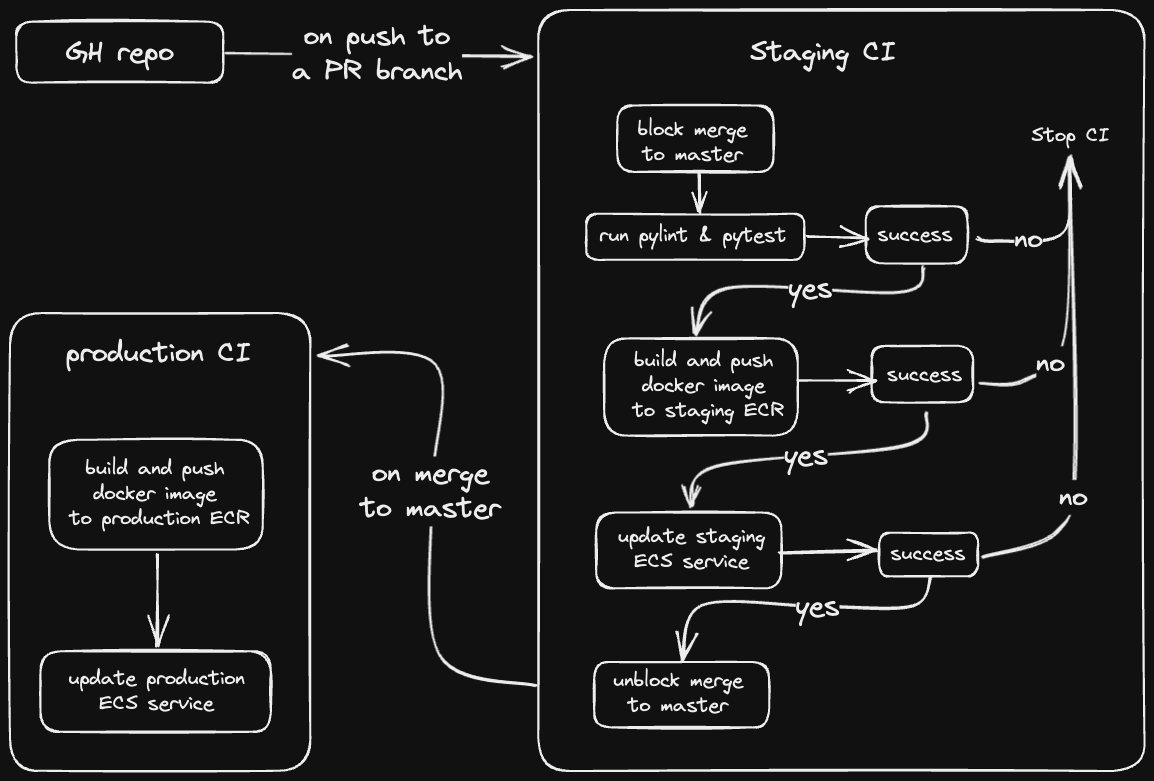 GH repo
on push to
a PR branch
Staging CI
block merge
to master
Stop CI
run pylint & pytest
success
no
yes
build and push
docker image
to staging ECR
success
no
yes
update staging
ECS service
success
no
yes
unblock merge
to master
on merge
to master
production CI
build and push
docker image
to production ECR
update production
ECS service